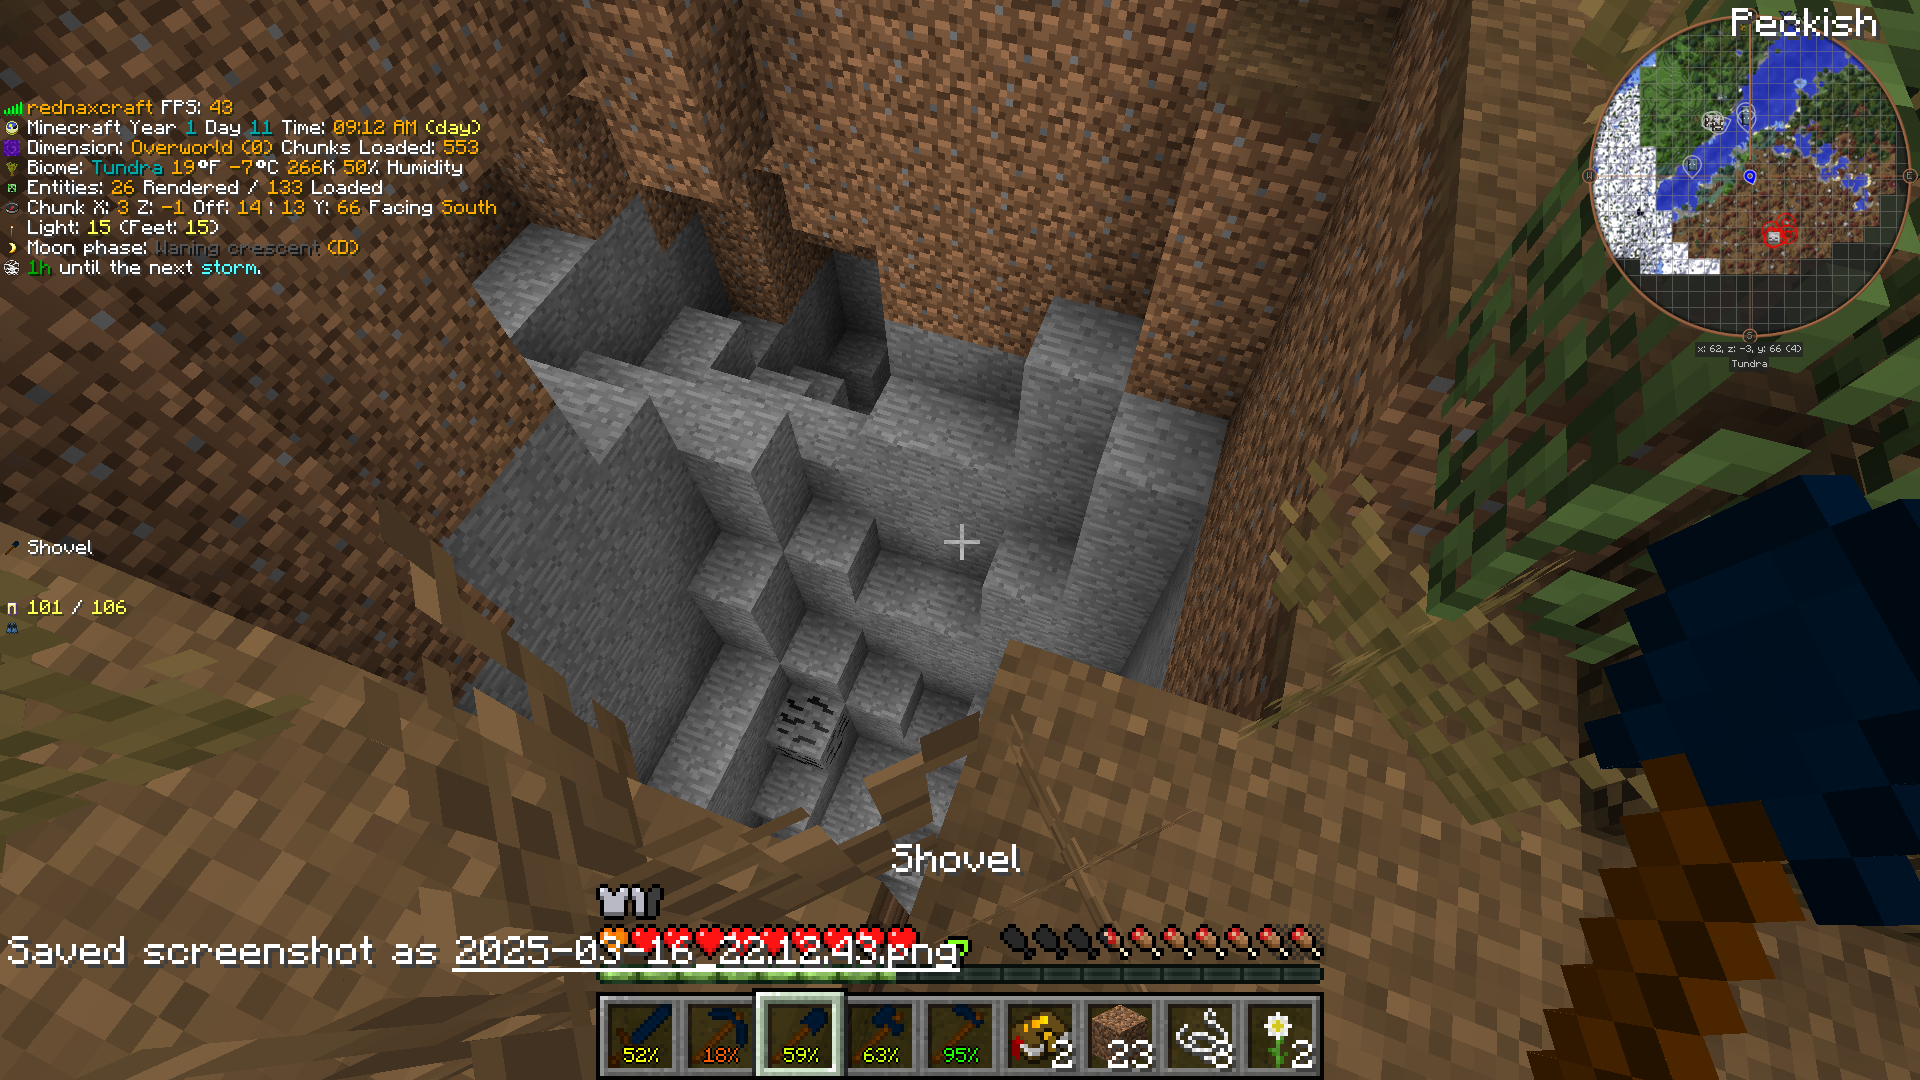 Peckish
rednaxcraft FPS: 43
Minecraft Year 1 Day 11 Time: 09:12 AM (day)
Dimension: Overworld (0) Chunks Loaded: 553
Biome: Tundra 19°F -7°C 266K 50% Humidity
Entities: 26 Rendered / 133 Loaded
Chunk X: 3 Z: -1 Off: 14 : 13 Y: 66 Facing South
Light: 15 (Feet: 15)
Moon phase: Waning crescent (D)
1h until the next storm.
W
E
S
x: 62, z: -3, y: 66 (4)
Tundra
Shovel
101 / 106
Shovel
Saved screenshot as 2025-03-16_22.12.43.png
52% 18% 59% 63% 95% 2 23 3 2